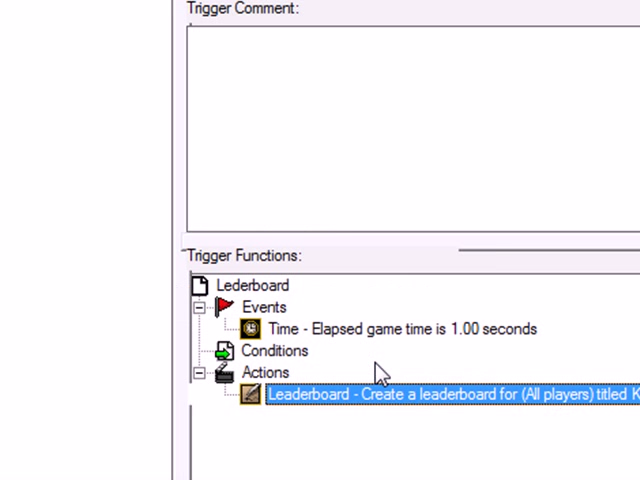 Trigger Comment:
Trigger Functions:
Lederboard
Events
Time - Elapsed game time is 1.00 seconds
Conditions
Actions
Leaderboard - Create a leaderboard for (All players) titled K